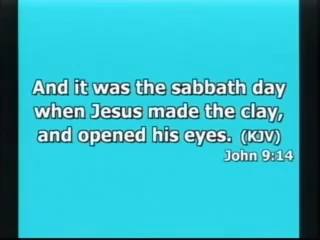 And it was the sabbath day
when Jesus made the clay,
and opened his eyes. (KJV)
John 9:14